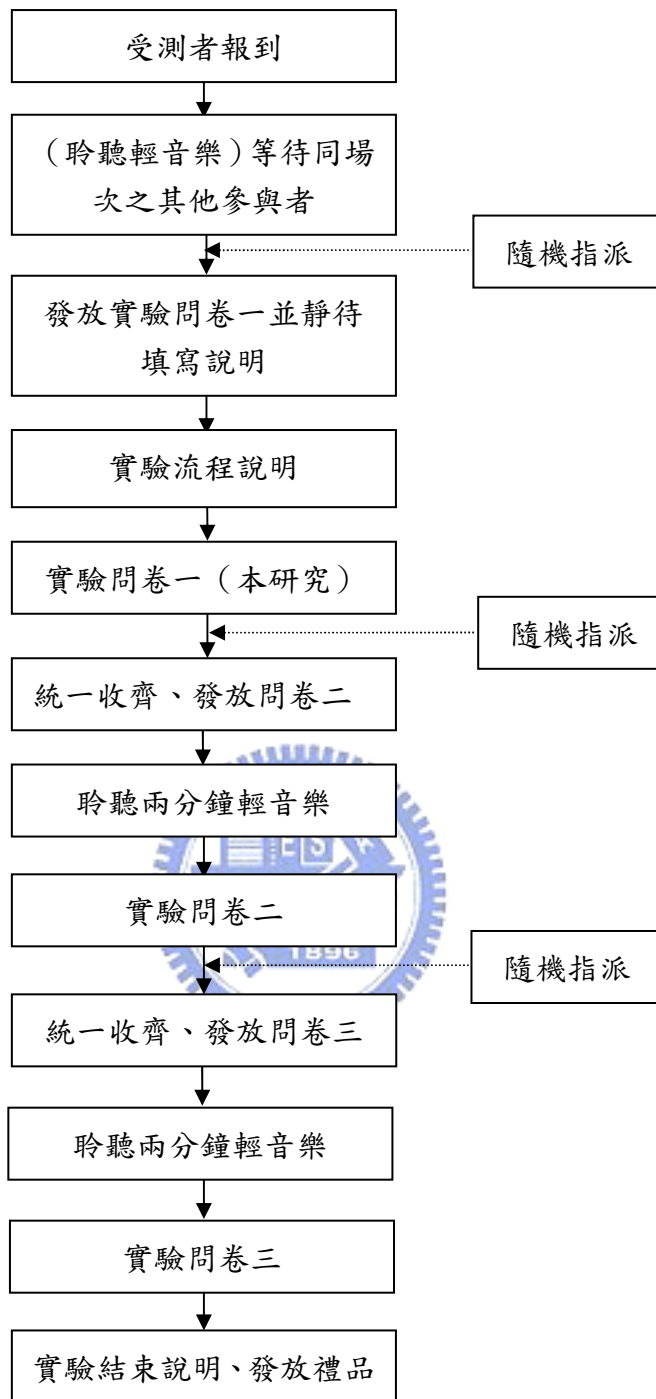 受測者報到
（聆聽輕音樂）等待同場
次之其他參與者
隨機指派
發放實驗問卷一並靜待
填寫說明
實驗流程說明
實驗問卷一（本研究）
隨機指派
統一收齊、發放問卷二
聆聽兩分鐘輕音樂
ES
實驗問卷二
1896
隨機指派
統一收齊、發放問卷三
聆聽兩分鐘輕音樂
實驗問卷三
實驗結束說明、發放禮品